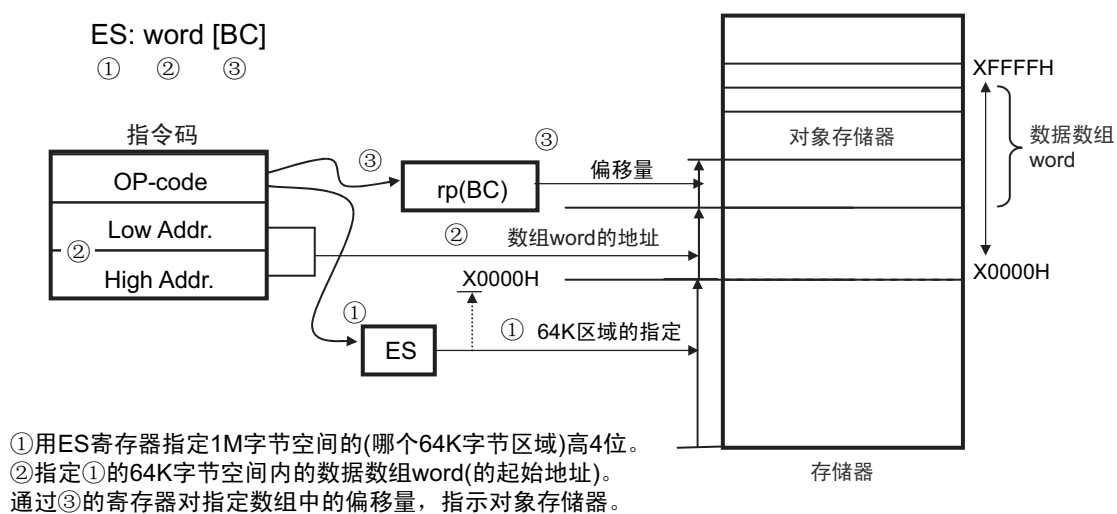 ES: word [BC]
① ② ③
指令码
OP-code
Low Addr.
②
High Addr.
③
rp(BC)
③
偏移量
②
数组word的地址
X0000H
①
ES
① 64K区域的指定
XFFFFH
对象存储器
数据数组
word
X0000H
存储器
①用ES寄存器指定1M字节空间的(哪个64K字节区域)高4位。
②指定①的64K字节空间内的数据数组word(的起始地址)。
通过③的寄存器对指定数组中的偏移量，指示对象存储器。